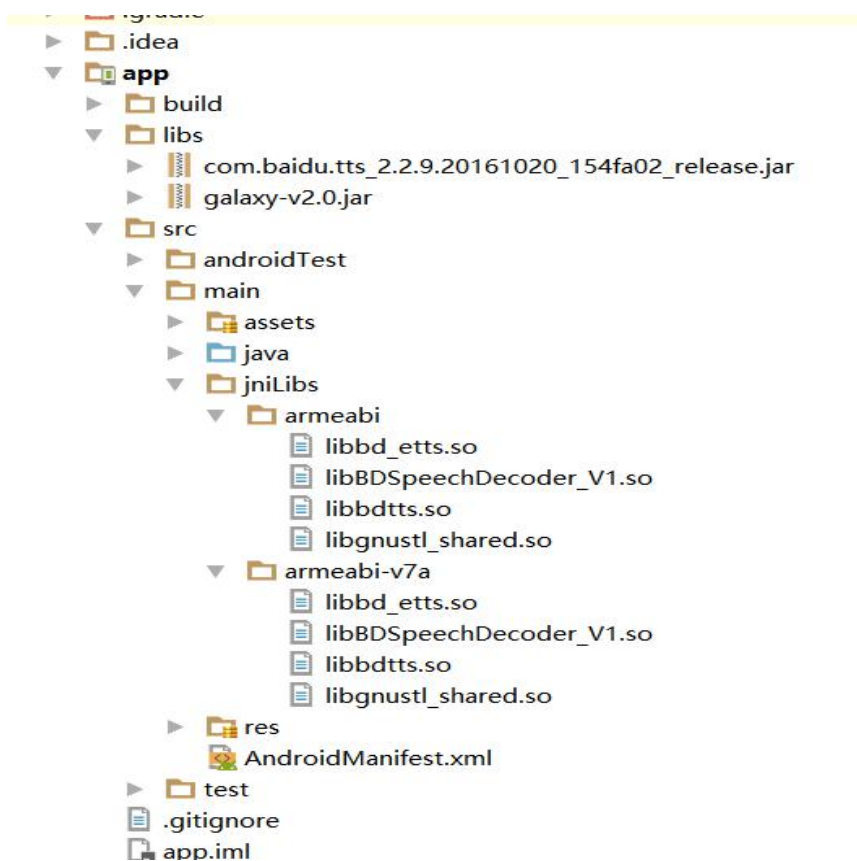 .idea
app
build
libs
com.baidu.tts_2.2.9.20161020_154fa02_release.jar
galaxy-v2.0.jar
src
androidTest
main
assets
java
jniLibs
armeabi
libbd_etts.so
libBDSpeechDecoder_V1.so
libbdtts.so
libgnustl_shared.so
armeabi-v7a
libbd_etts.so
libBDSpeechDecoder_V1.so
libbdtts.so
libgnustl_shared.so
res
AndroidManifest.xml
test
.gitignore
app.iml